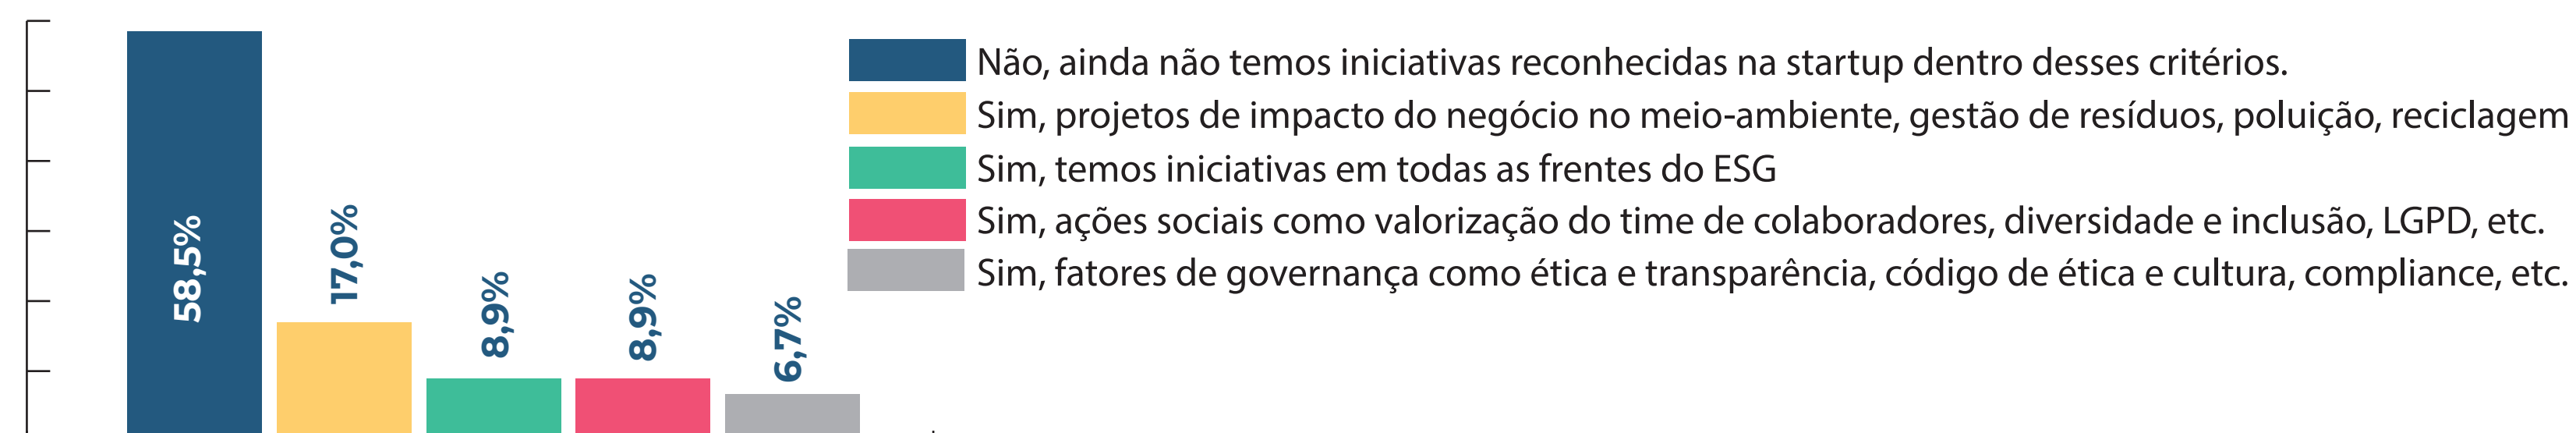 58,5%
17,0%
8,9%
8,9%
6,7%
Não, ainda não temos iniciativas reconhecidas na startup dentro desses critérios.
Sim, projetos de impacto do negócio no meio-ambiente, gestão de resíduos, poluição, reciclagem
Sim, temos iniciativas em todas as frentes do ESG
Sim, ações sociais como valorização do time de colaboradores, diversidade e inclusão, LGPD, etc.
Sim, fatores de governança como ética e transparência, código de ética e cultura, compliance, etc.